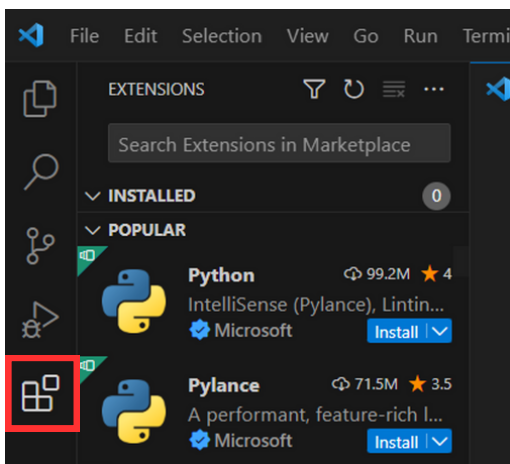 File Edit Selection View Go Run Termi
EXTENSIONS
Search Extensions in Marketplace
INSTALLED 0
POPULAR
Python 99.2M 4
IntelliSense (Pylance), Lintin...
Microsoft Install
Pylance 71.5M 3.5
A performant, feature-rich l...
Microsoft Install